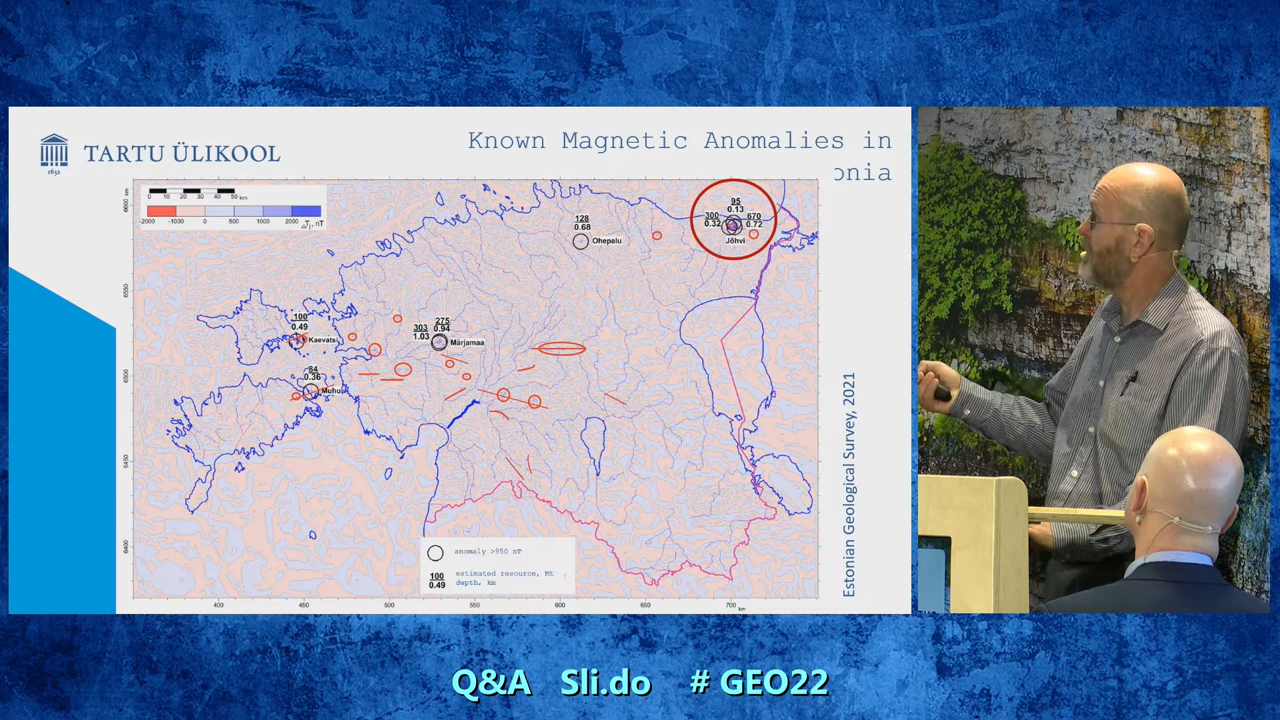 TARTU ÜLIKOOL
1632
Known Magnetic Anomalies in
onia
0 10 20 30 40 50 km
-2000 -1000 0 500 1000 2000 ΔT, nT
6600
km
6550
6500
6450
6400
95
0.13
300
0.32
670
0.72
Jõhvi
128
0.68
Ohepalu
100
0.49
Kaevats
303
1.03
275
0.94
Märjamaa
84
0.36
Muhu
anomaly >950 nT
100
0.49
estimated resource, Mt
depth, km
400 450 500 550 600 650 700 km
Estonian Geological Survey, 2021
Q&A Sli.do # GEO22